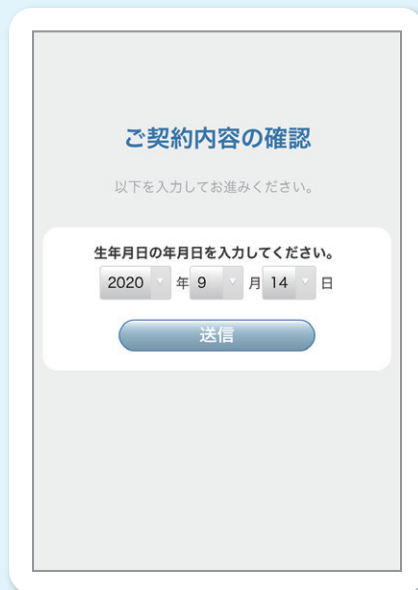 ご契約内容の確認
以下を入力してお進みください。
生年月日の年月日を入力してください。
2020 年 9 月 14 日
送信